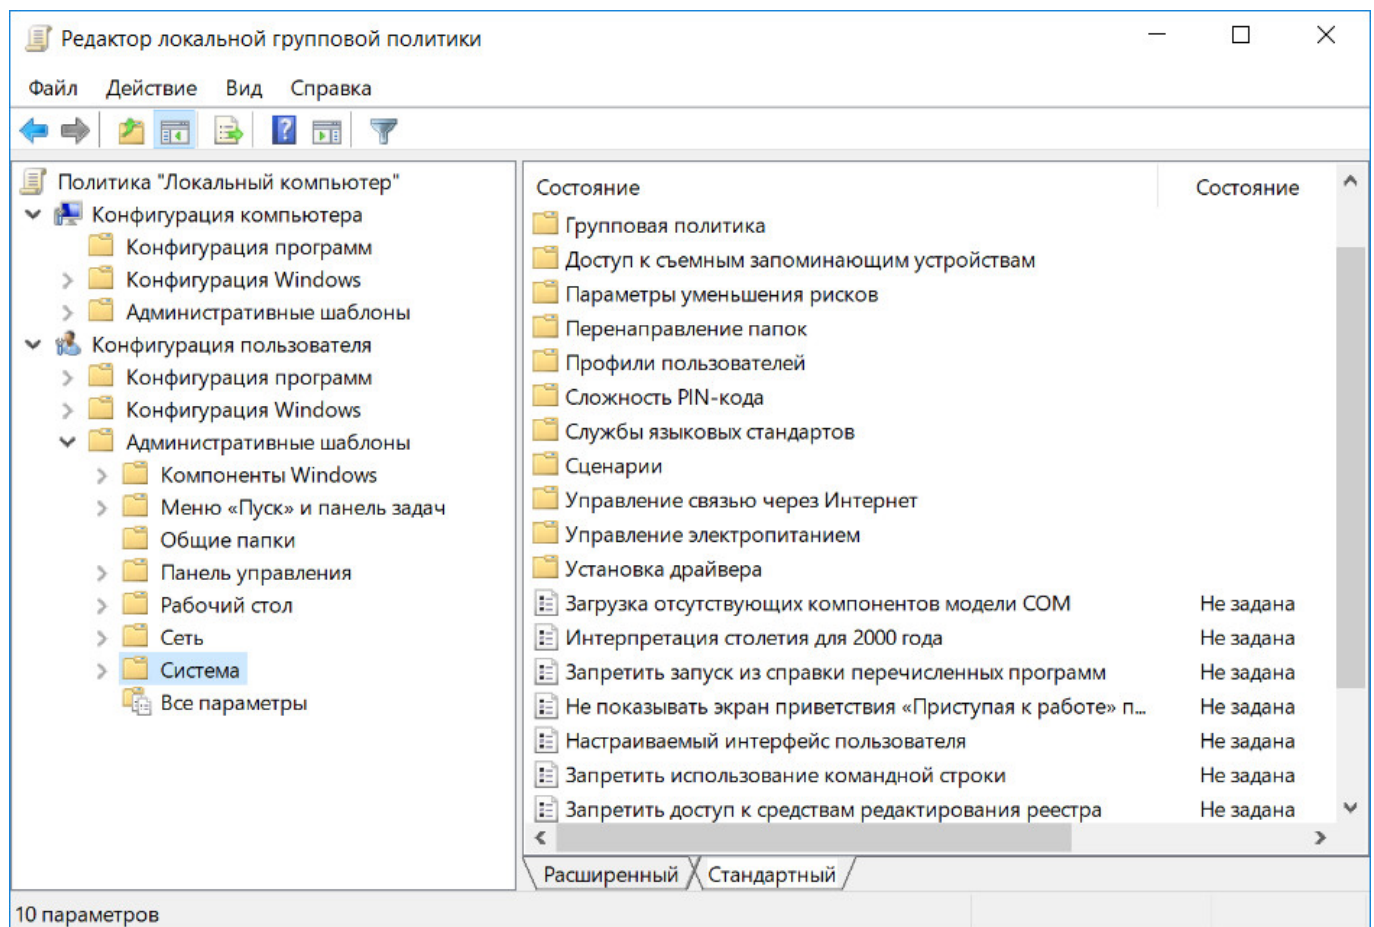 Редактор локальной групповой политики
Файл Действие Вид Справка
Политика "Локальный компьютер"
Конфигурация компьютера
Конфигурация программ
Конфигурация Windows
Административные шаблоны
Конфигурация пользователя
Конфигурация программ
Конфигурация Windows
Административные шаблоны
Компоненты Windows
Меню «Пуск» и панель задач
Общие папки
Панель управления
Рабочий стол
Сеть
Система
Все параметры
Состояние Состояние
Групповая политика
Доступ к съемным запоминающим устройствам
Параметры уменьшения рисков
Перенаправление папок
Профили пользователей
Сложность PIN-кода
Службы языковых стандартов
Сценарии
Управление связью через Интернет
Управление электропитанием
Установка драйвера
Загрузка отсутствующих компонентов модели COM Не задана
Интерпретация столетия для 2000 года Не задана
Запретить запуск из справки перечисленных программ Не задана
Не показывать экран приветствия «Приступая к работе» п... Не задана
Настраиваемый интерфейс пользователя Не задана
Запретить использование командной строки Не задана
Запретить доступ к средствам редактирования реестра Не задана
Расширенный Стандартный
10 параметров